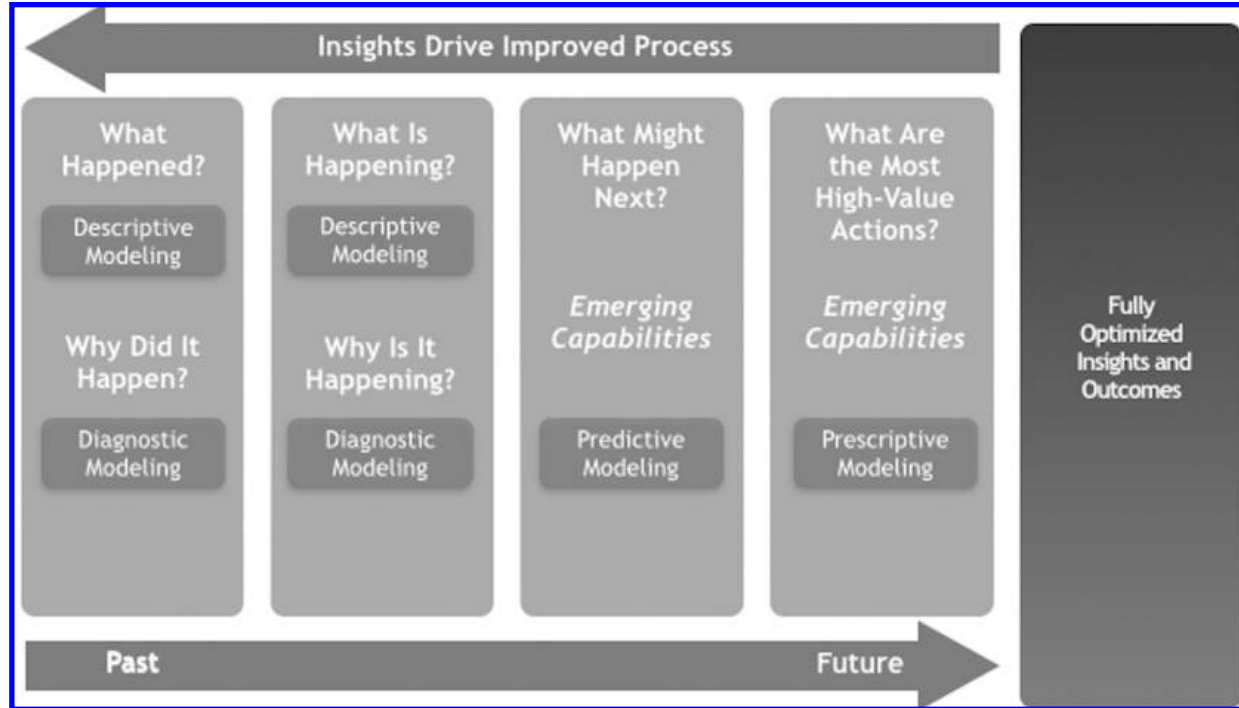 Insights Drive Improved Process
What
Happened?
Descriptive
Modeling
Why Did It
Happen?
Diagnostic
Modeling
What Is
Happening?
Descriptive
Modeling
Why Is It
Happening?
Diagnostic
Modeling
What Might
Happen
Next?
Emerging
Capabilities
Predictive
Modeling
What Are
the Most
High-Value
Actions?
Emerging
Capabilities
Prescriptive
Modeling
Fully
Optimized
Insights and
Outcomes
Past
Future